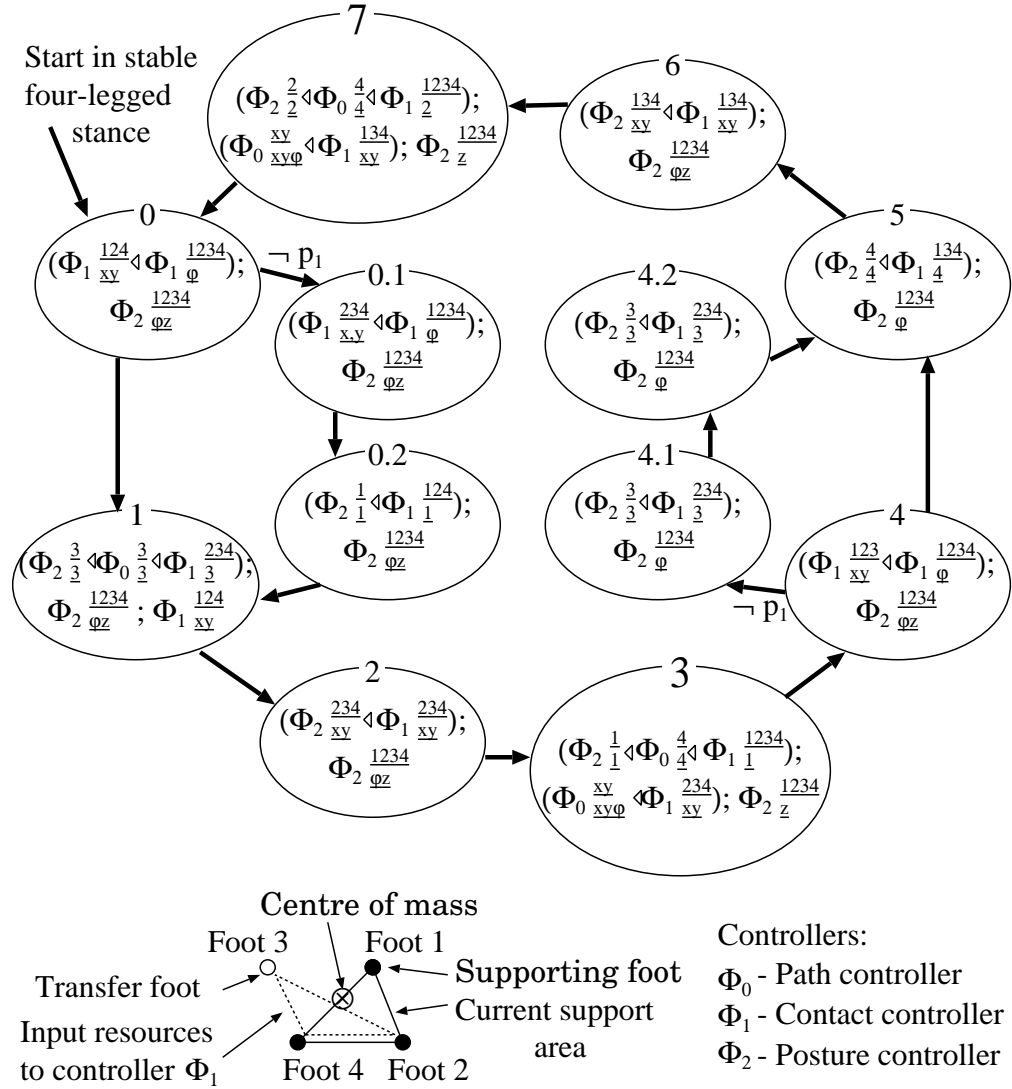 Start in stable
four-legged
stance
7
(Φ₂ 2/2 ◁ Φ₀ 4/4 ◁ Φ₁ 1234/2);
(Φ₀ xy/xyφ ◁ Φ₁ 134/xy); Φ₂ 1234/z
6
(Φ₂ 134/xy ◁ Φ₁ 134/xy);
Φ₂ 1234/φz
0
(Φ₁ 124/xy ◁ Φ₁ 1234/φ);
Φ₂ 1234/φz
¬ p₁
0.1
(Φ₁ 234/x,y ◁ Φ₁ 1234/φ);
Φ₂ 1234/φz
4.2
(Φ₂ 3/3 ◁ Φ₁ 234/3);
Φ₂ 1234/φ
5
(Φ₂ 4/4 ◁ Φ₁ 134/4);
Φ₂ 1234/φ
0.2
(Φ₂ 1/1 ◁ Φ₁ 124/1);
Φ₂ 1234/φz
4.1
(Φ₂ 3/3 ◁ Φ₁ 234/3);
Φ₂ 1234/φ
1
(Φ₂ 3/3 ◁ Φ₀ 3/3 ◁ Φ₁ 234/3);
Φ₂ 1234/φz ; Φ₁ 124/xy
4
(Φ₁ 123/xy ◁ Φ₁ 1234/φ);
Φ₂ 1234/φz
¬ p₁
2
(Φ₂ 234/xy ◁ Φ₁ 234/xy);
Φ₂ 1234/φz
3
(Φ₂ 1/1 ◁ Φ₀ 4/4 ◁ Φ₁ 1234/1);
(Φ₀ xy/xyφ ◁ Φ₁ 234/xy); Φ₂ 1234/z
Centre of mass
Foot 3
Foot 1
Transfer foot
Supporting foot
Input resources
to controller Φ₁
Current support
area
Foot 4
Foot 2
Controllers:
Φ₀ - Path controller
Φ₁ - Contact controller
Φ₂ - Posture controller